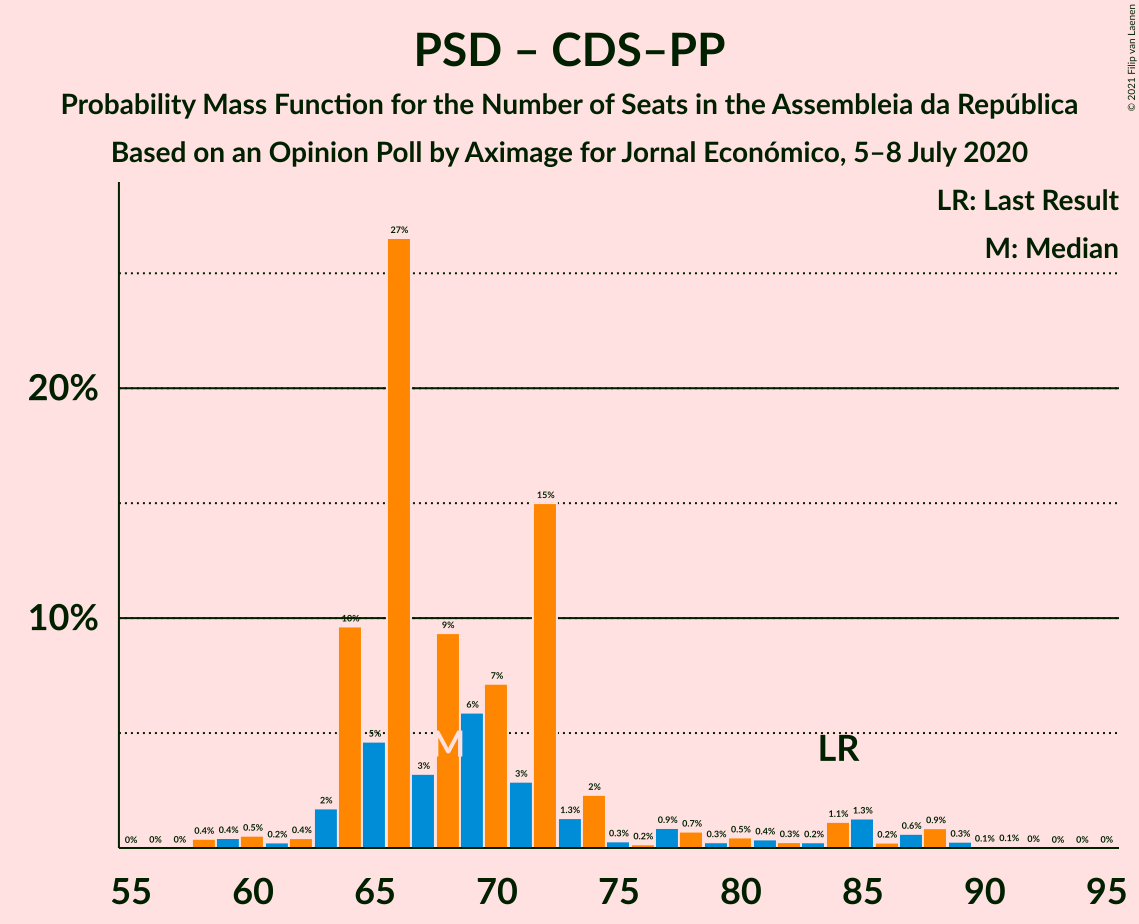 PSD – CDS–PP
Probability Mass Function for the Number of Seats in the Assembleia da República
Based on an Opinion Poll by Aximage for Jornal Económico, 5–8 July 2020
© 2021 Filip van Laenen
LR: Last Result
M: Median
20%
10%
0% 0% 0% 0.4% 0.4% 0.5% 0.2% 0.4% 2% 10% 5% 27% 3% 9% 6% 7% 3% 15% 1.3% 2% 0.3% 0.2% 0.9% 0.7% 0.3% 0.5% 0.4% 0.3% 0.2% 1.1% 1.3% 0.2% 0.6% 0.9% 0.3% 0.1% 0.1% 0% 0% 0% 0%
M
LR
55 60 65 70 75 80 85 90 95